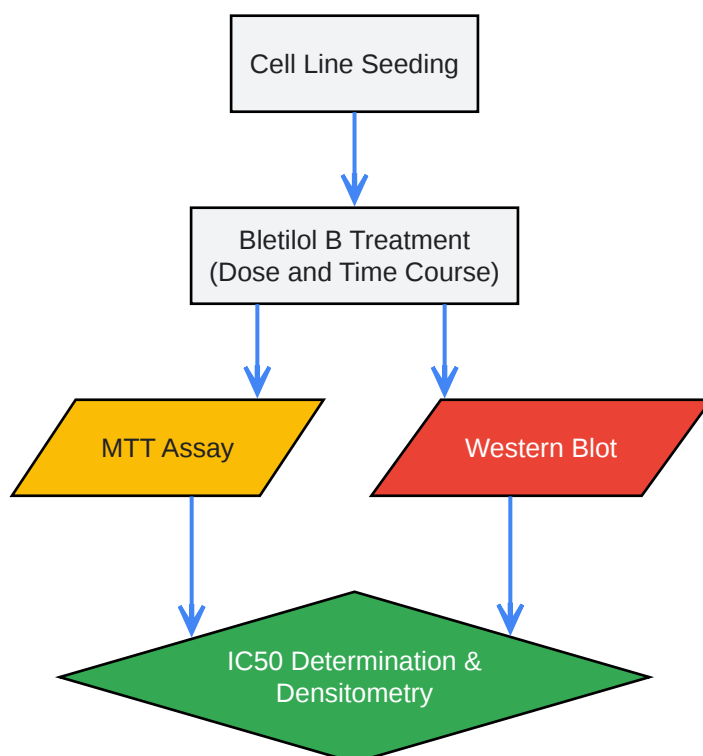 Cell Line Seeding
Bletilol B Treatment
(Dose and Time Course)
MTT Assay
Western Blot
IC50 Determination &
Densitometry